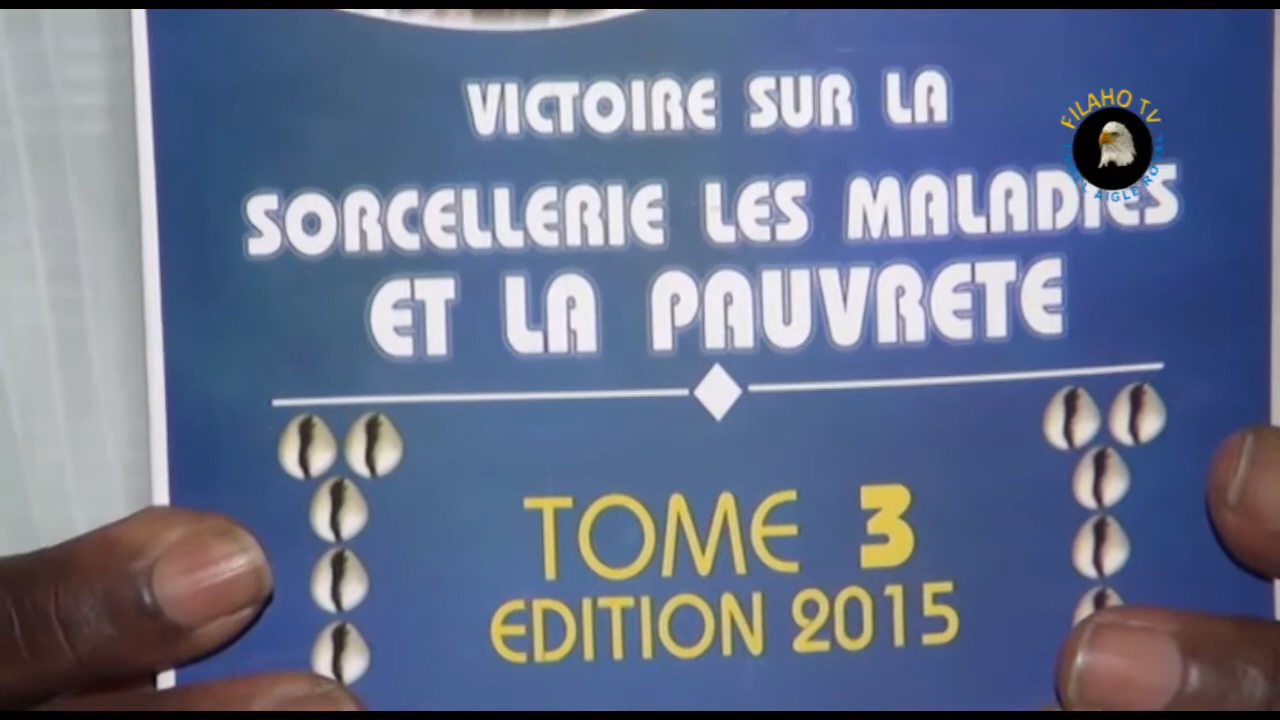 VICTOIRE SUR LA
FILAHO TV
SORCELLERIE LES MALADIES
ET LA PAUVRETE
TOME 3
EDITION 2015